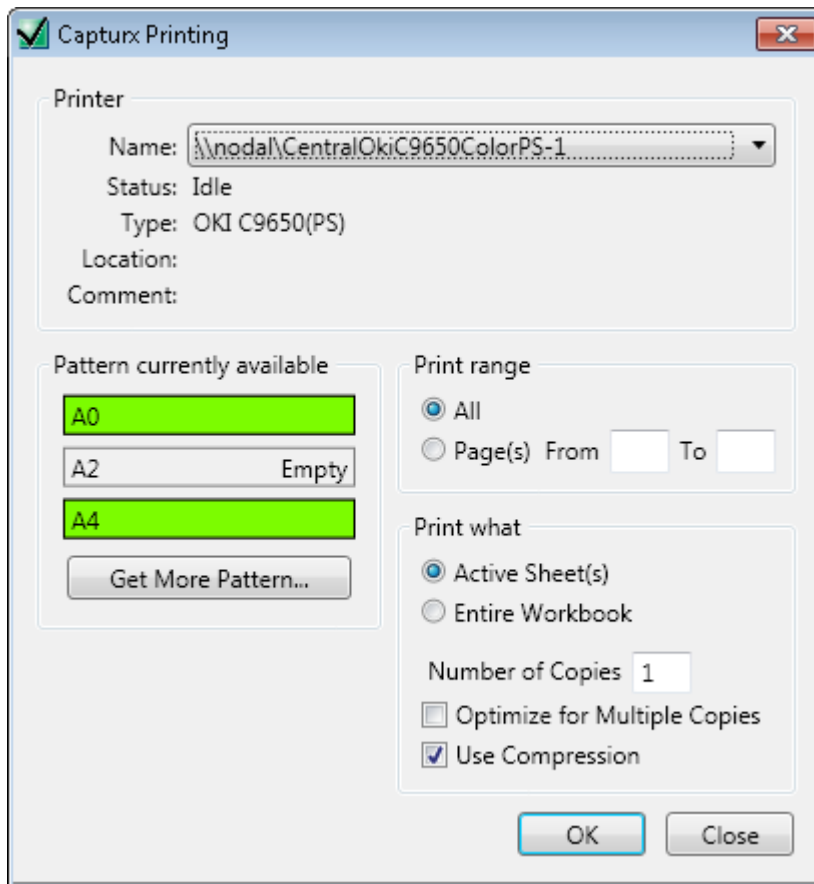 Capturx Printing
Printer
Name: \\nodal\CentralOkiC9650ColorPS-1
Status: Idle
Type: OKI C9650(PS)
Location:
Comment:
Pattern currently available
A0
A2 Empty
A4
Get More Pattern...
Print range
All
Page(s) From To
Print what
Active Sheet(s)
Entire Workbook
Number of Copies 1
Optimize for Multiple Copies
Use Compression
OK Close